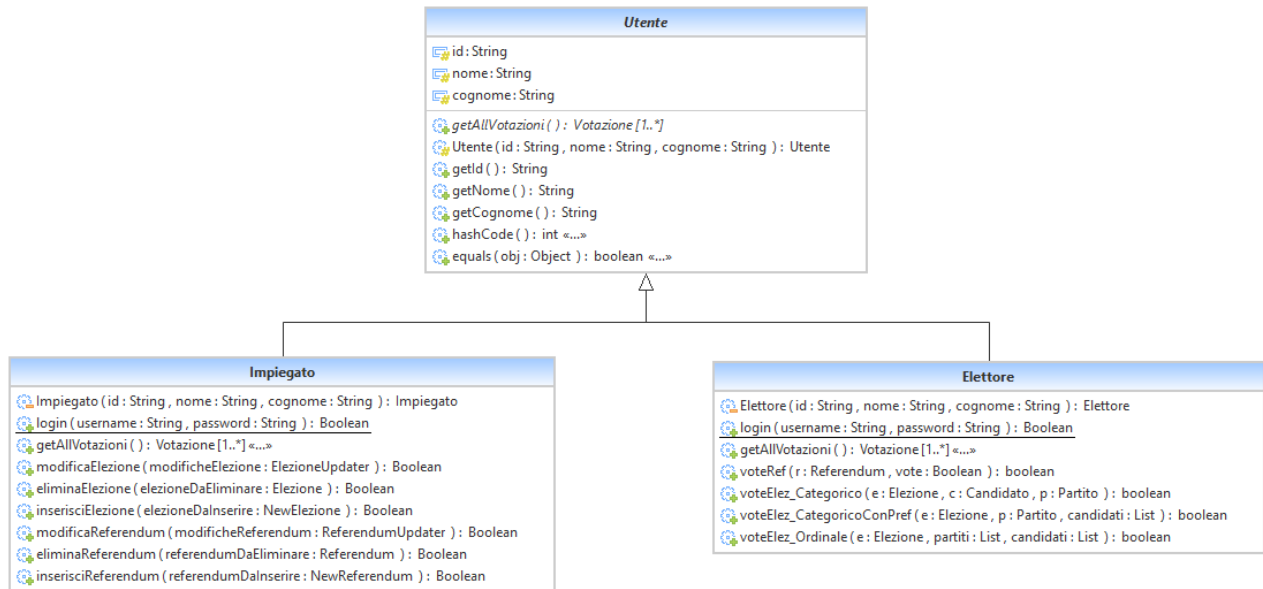 Utente
id : String
nome : String
cognome : String
getAllVotazioni ( ) : Votazione [1..*]
Utente ( id : String , nome : String , cognome : String ) : Utente
getId ( ) : String
getNome ( ) : String
getCognome ( ) : String
hashCode ( ) : int «...»
equals ( obj : Object ) : boolean «...»
Impiegato
Impiegato ( id : String , nome : String , cognome : String ) : Impiegato
login ( username : String , password : String ) : Boolean
getAllVotazioni ( ) : Votazione [1..*] «...»
modificaElezione ( modificheElezione : ElezioneUpdater ) : Boolean
eliminaElezione ( elezioneDaEliminare : Elezione ) : Boolean
inserisciElezione ( elezioneDaInserire : NewElezione ) : Boolean
modificaReferendum ( modificheReferendum : ReferendumUpdater ) : Boolean
eliminaReferendum ( referendumDaEliminare : Referendum ) : Boolean
inserisciReferendum ( referendumDaInserire : NewReferendum ) : Boolean
Elettore
Elettore ( id : String , nome : String , cognome : String ) : Elettore
login ( username : String , password : String ) : Boolean
getAllVotazioni ( ) : Votazione [1..*] «...»
voteRef ( r : Referendum , vote : Boolean ) : boolean
voteElez_Categorico ( e : Elezione , c : Candidato , p : Partito ) : boolean
voteElez_CategoricoConPref ( e : Elezione , p : Partito , candidati : List ) : boolean
voteElez_Ordinale ( e : Elezione , partiti : List , candidati : List ) : boolean